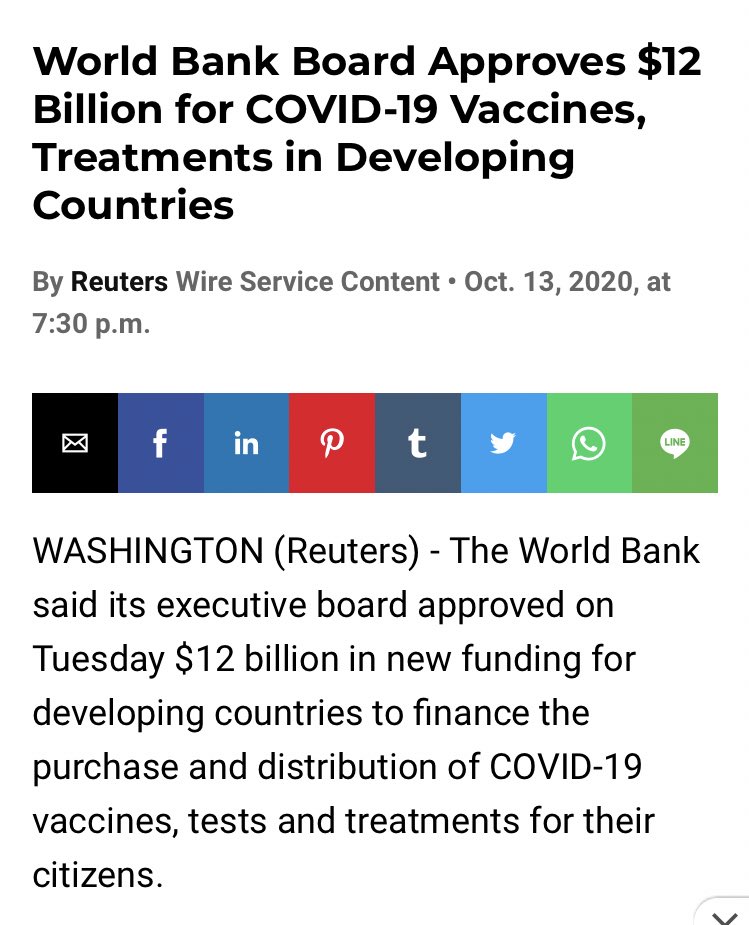 World Bank Board Approves $12
Billion for COVID-19 Vaccines,
Treatments in Developing
Countries
By Reuters Wire Service Content • Oct. 13, 2020, at
7:30 p.m.
f in t LINE
WASHINGTON (Reuters) - The World Bank
said its executive board approved on
Tuesday $12 billion in new funding for
developing countries to finance the
purchase and distribution of COVID-19
vaccines, tests and treatments for their
citizens.